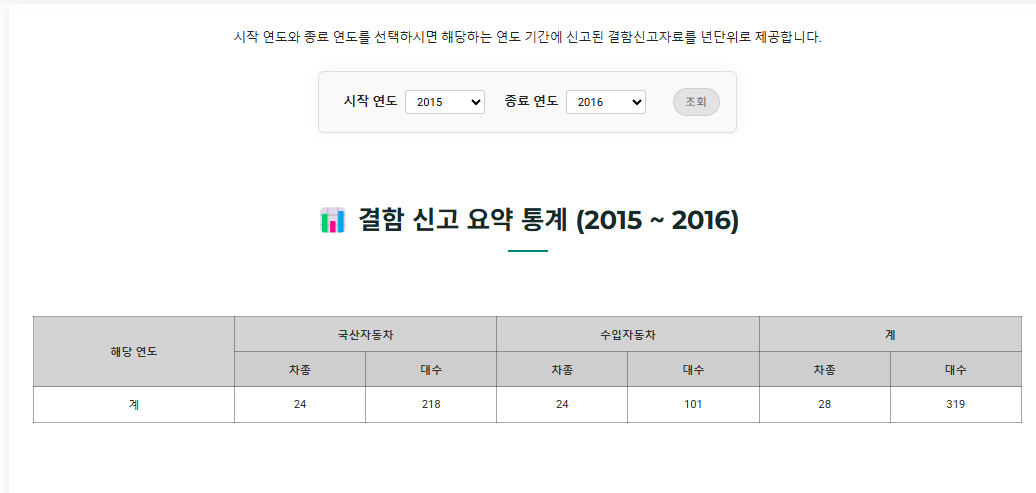 시작 연도와 종료 연도를 선택하시면 해당하는 연도 기간에 신고된 결함신고자료를 년단위로 제공합니다.
시작 연도 2015 종료 연도 2016 조회
결함 신고 요약 통계 (2015 ~ 2016)
해당 연도 국산자동차 수입자동차 계
차종 대수 차종 대수 차종 대수
계 24 218 24 101 28 319